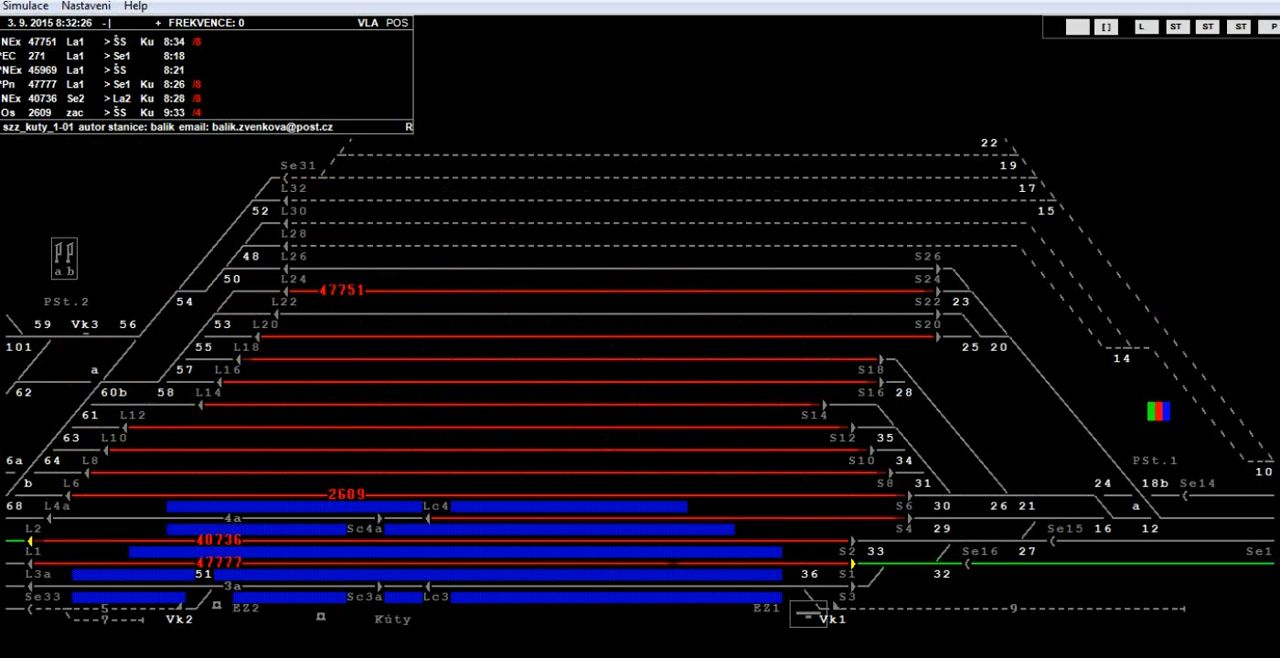 Simulace Nastaveni Help
3. 9. 2015 8:32:26 -| + FREKVENCE: 0 VLA POS
[] L ST ST ST P
NEx 47751 La1 > ŠS Ku 8:34 /8
*EC 271 La1 > Se1 8:18
*NEx 45969 La1 > ŠS 8:21
*Pn 47777 La1 > Se1 Ku 8:26 /8
NEx 40736 Se2 > La2 Ku 8:28 /8
Os 2609 zac > ŠS Ku 9:33 /4
szz_kuty_1-01 autor stanice: balik email: balik.zvenkova@post.cz R
22
Se31 19
L32 17
52 L30 15
L28
48 L26 S26
a b
50 L24 S24
47751
PSt.2 54 L22 S22 23
59 Vk3 56 53 L20 S20
101 55 L18 25 20
14
a 57 L16 S18
62 60b 58 L14 S16 28
61 L12 S14
63 L10 S12 35
6a 64 L8 S10 34 PSt.1
10
b L6 S8 31 24 18b Se14
2609
68 L4a Lc4 S6 30 26 21 a
4a
L2 Sc4a S4 29 Se15 16 12
40736
L1 S2 33 Se16 27 Se1
47777
L3a 51 36 S1 32
3a
Se33 Sc3a Lc3 S3
5 EZ2 EZ1 9
7 Vk2 Kúty Vk1